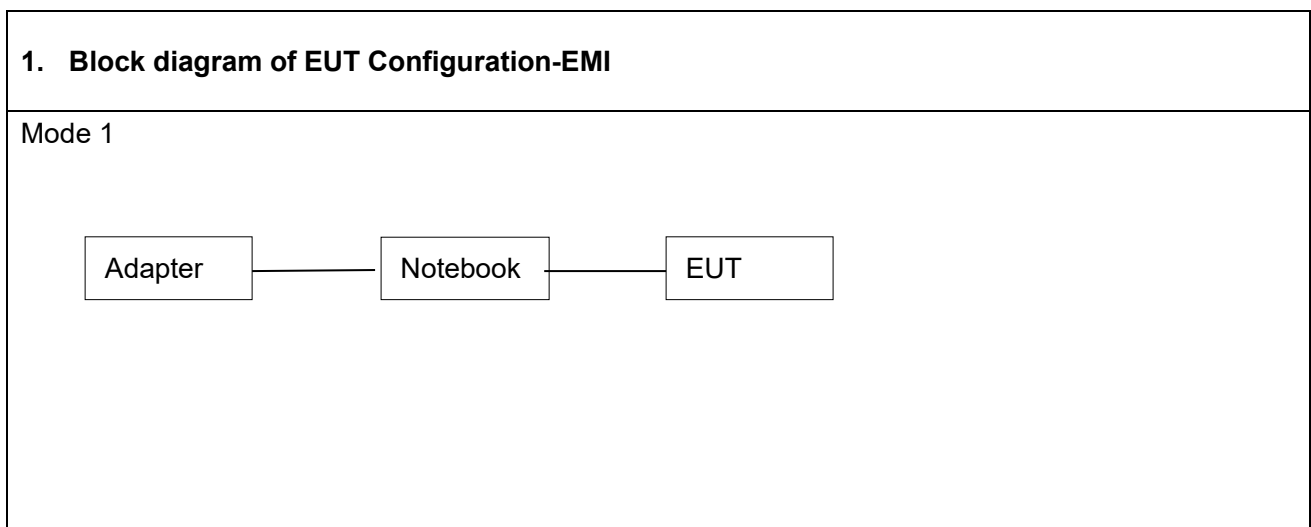 1. Block diagram of EUT Configuration-EMI
Mode 1
Adapter Notebook EUT